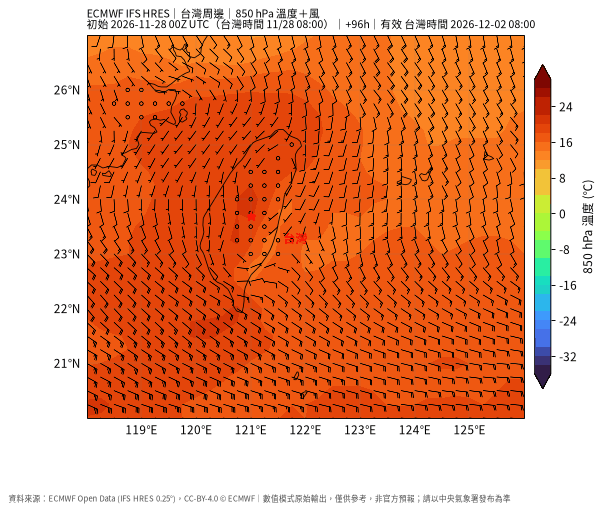 ECMWF IFS HRES｜台灣周邊｜850 hPa 溫度＋風
初始 2026-11-28 00Z UTC（台灣時間 11/28 08:00）｜+96h｜有效 台灣時間 2026-12-02 08:00
26°N
25°N
24°N
23°N
22°N
21°N
台灣
119°E 120°E 121°E 122°E 123°E 124°E 125°E
24
16
8
0
-8
-16
-24
-32
850 hPa 溫度 (°C)
資料來源：ECMWF Open Data (IFS HRES 0.25°)，CC-BY-4.0 © ECMWF｜數值模式原始輸出，僅供參考，非官方預報；請以中央氣象署發布為準